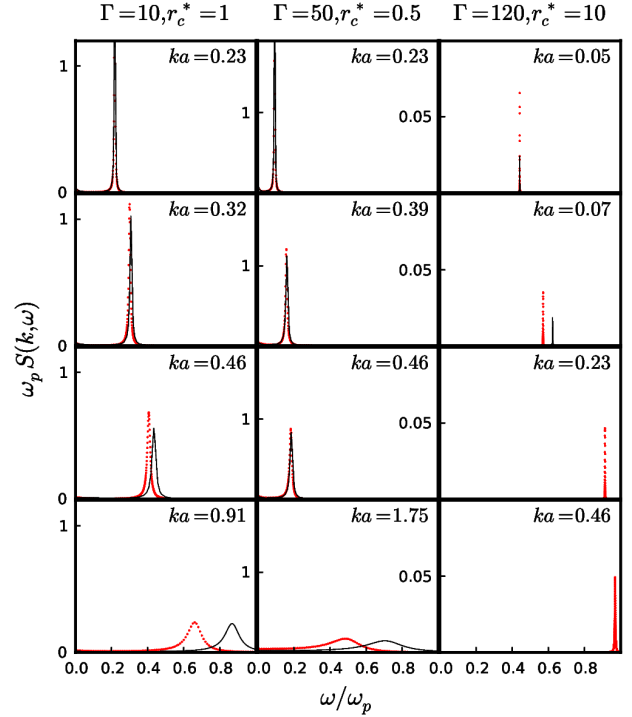 Γ=10,r_c^*=1 Γ=50,r_c^*=0.5 Γ=120,r_c^*=10
1 ka=0.23 1 ka=0.23 0.05 ka=0.05
0
1 ka=0.32 1 ka=0.39 0.05 ka=0.07
0
1 ka=0.46 1 ka=0.46 0.05 ka=0.23
0
1 ka=0.91 1 ka=1.75 0.05 ka=0.46
0
0.0 0.2 0.4 0.6 0.8 0.0 0.2 0.4 0.6 0.8 0.0 0.2 0.4 0.6 0.8
ω_p S(k,ω)
ω/ω_p